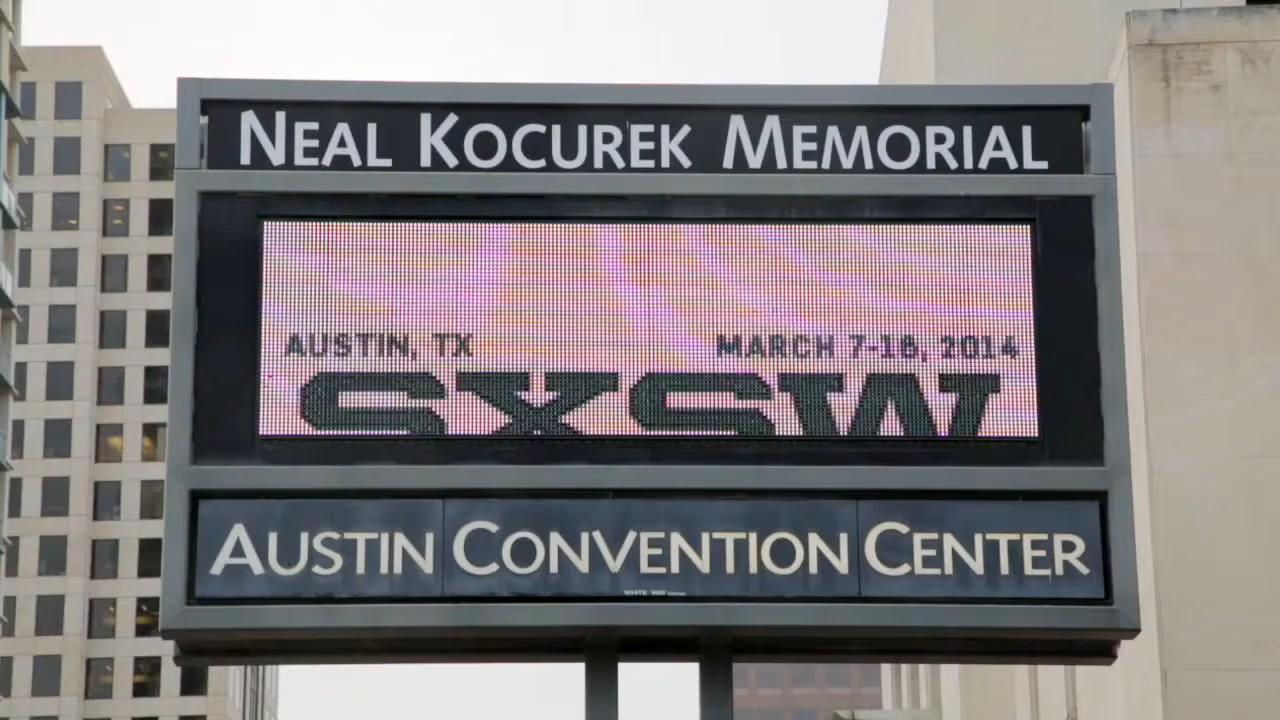 NEAL KOCUREK MEMORIAL
AUSTIN, TX
MARCH 7-16, 2014
SXSW
AUSTIN CONVENTION CENTER